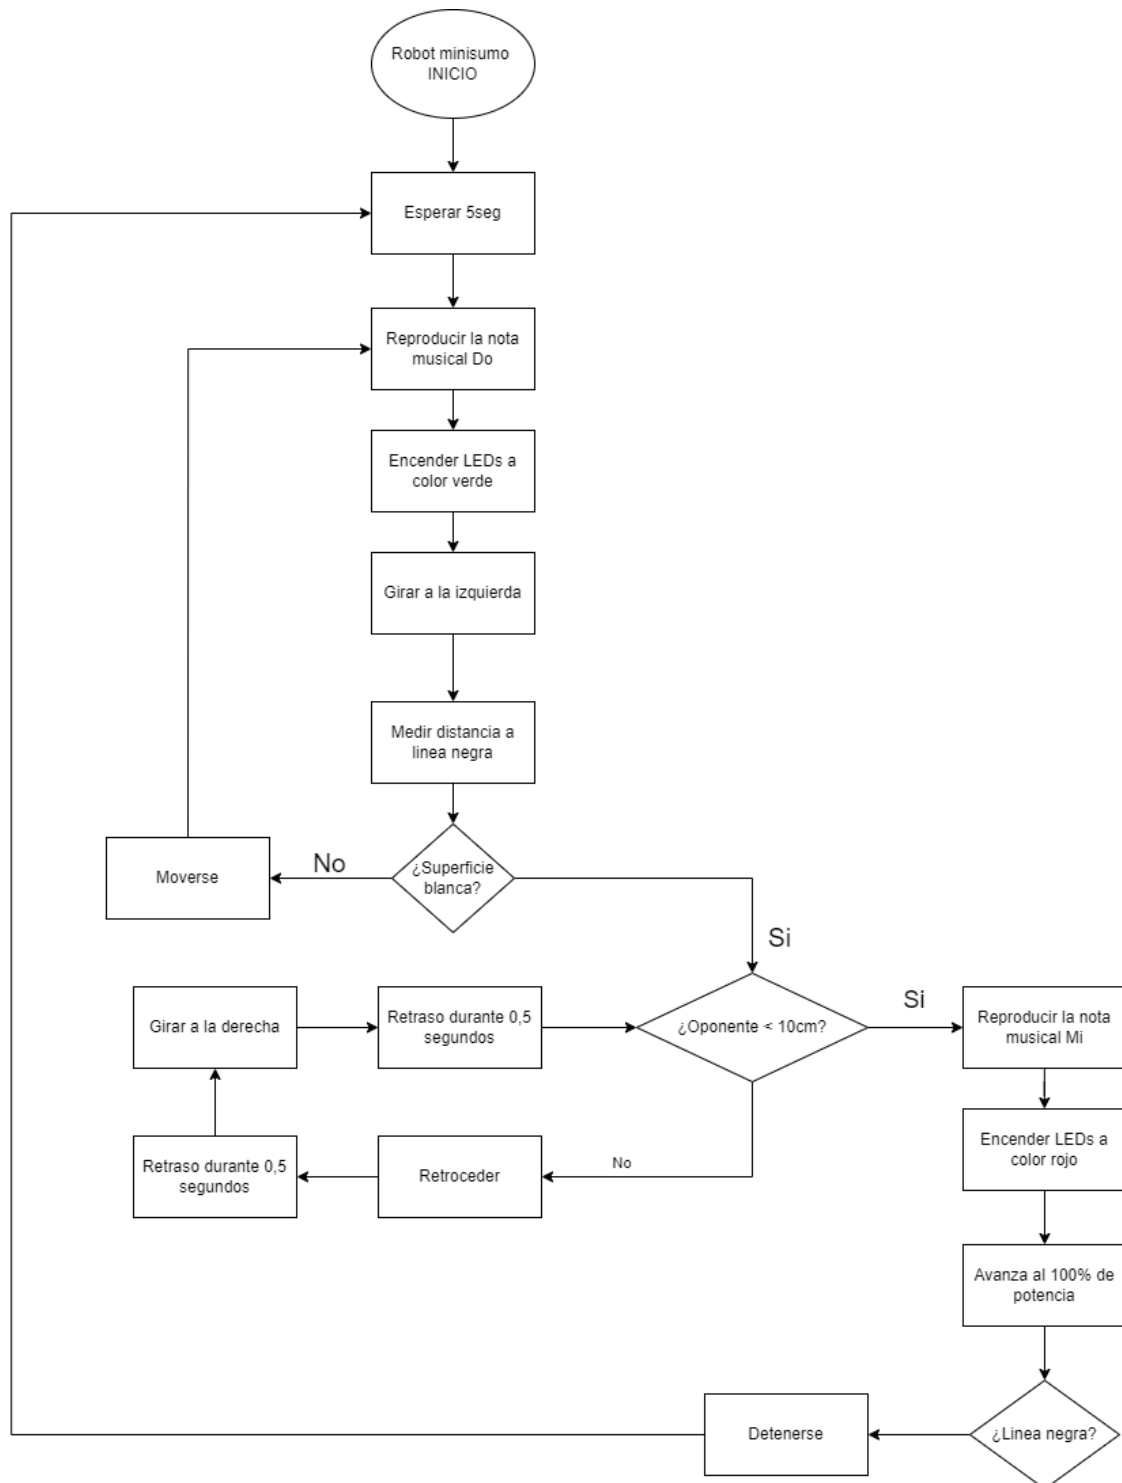 Robot minisumo
INICIO
Esperar 5seg
Reproducir la nota
musical Do
Encender LEDs a
color verde
Girar a la izquierda
Medir distancia a
linea negra
¿Superficie
blanca?
No
Moverse
Si
¿Oponente < 10cm?
Si
Reproducir la nota
musical Mi
Girar a la derecha
Retraso durante 0,5
segundos
Retraso durante 0,5
segundos
Retroceder
No
Encender LEDs a
color rojo
Avanza al 100% de
potencia
¿Linea negra?
Detenerse